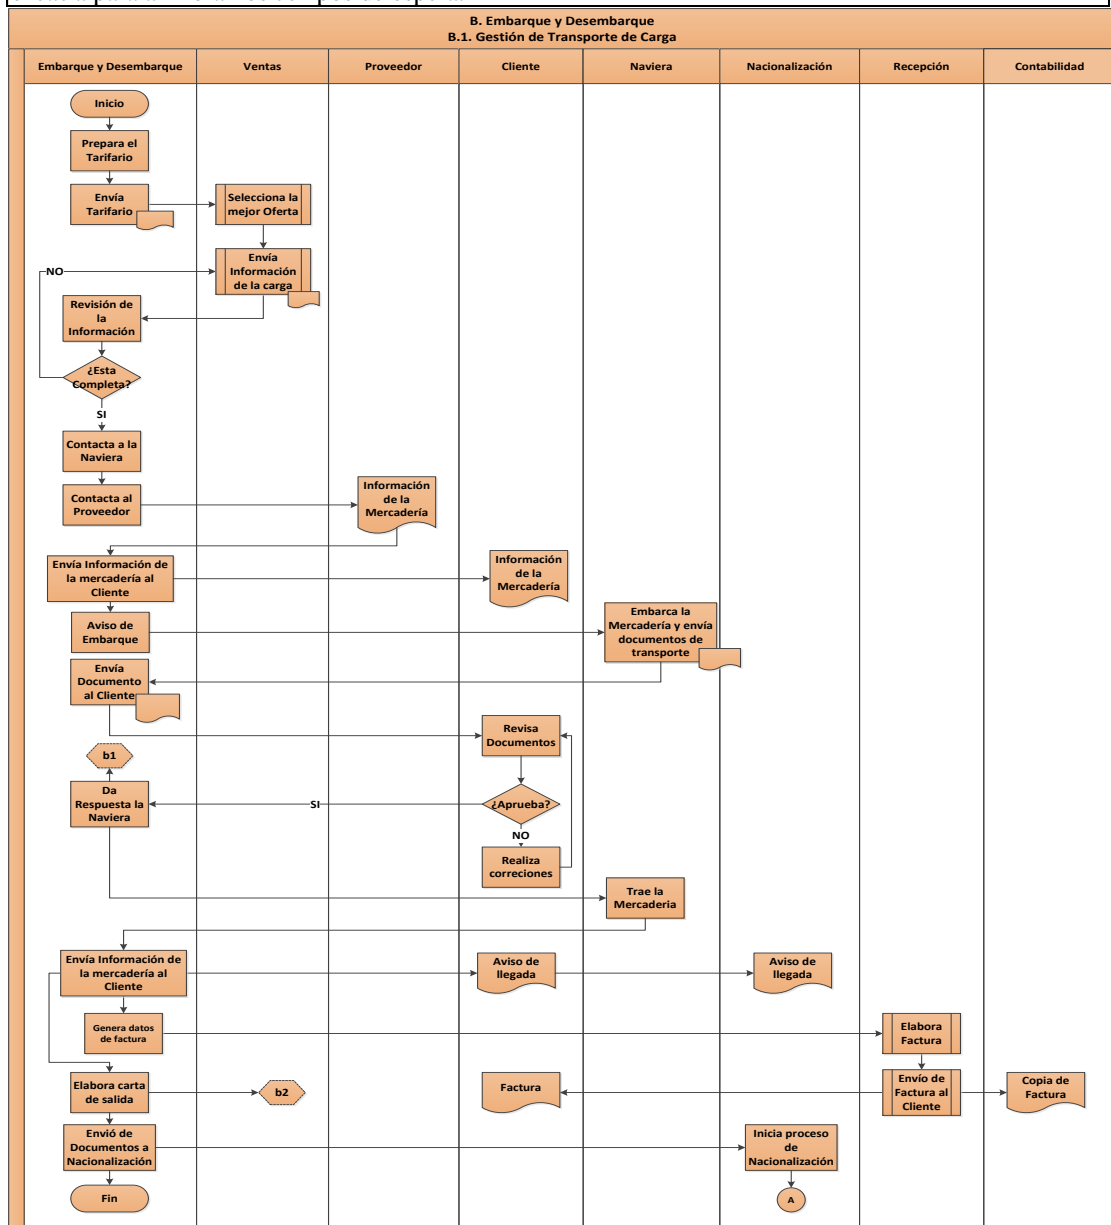 B. Embarque y Desembarque
B.1. Gestión de Transporte de Carga
Embarque y Desembarque
Ventas
Proveedor
Cliente
Naviera
Nacionalización
Recepción
Contabilidad
Inicio
Prepara el
Tarifario
Envía
Tarifario
Selecciona la
mejor Oferta
Envía
Información
de la carga
NO
Revisión de
la
Información
¿Esta
Completa?
SI
Contacta a la
Naviera
Contacta al
Proveedor
Información
de la
Mercadería
Envía Información de
la mercadería al
Cliente
Información
de la
Mercadería
Aviso de
Embarque
Embarca la
Mercadería y envía
documentos de
transporte
Envía
Documento
al Cliente
Revisa
Documentos
b1
Da
Respuesta la
Naviera
SI
¿Aprueba?
NO
Realiza
correciones
Trae la
Mercaderia
Envía Información de
la mercadería al
Cliente
Aviso de
llegada
Aviso de
llegada
Genera datos
de factura
Elabora
Factura
Elabora carta
de salida
b2
Factura
Envío de
Factura al
Cliente
Copia de
Factura
Envió de
Documentos a
Nacionalización
Inicia proceso
de
Nacionalización
Fin
A